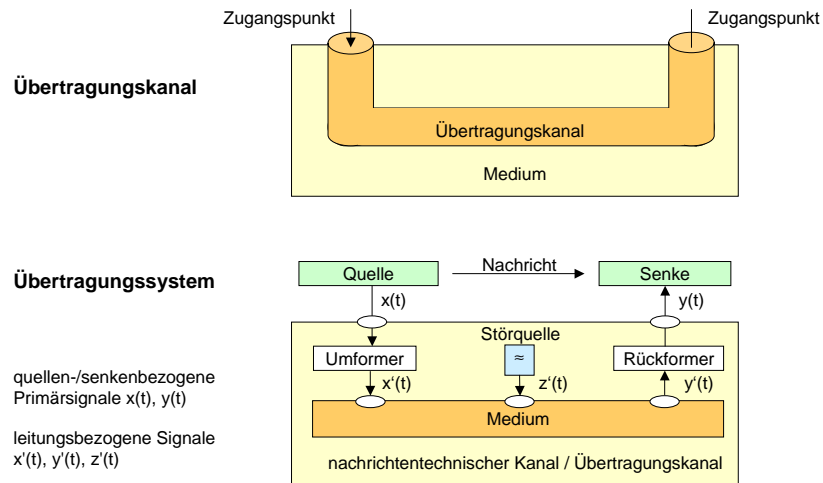 Zugangspunkt
Zugangspunkt
Übertragungskanal
Übertragungskanal
Medium
Übertragungssystem
Quelle
Nachricht
Senke
x(t)
y(t)
Störquelle
Umformer
≈
Rückformer
quellen-/senkenbezogene
Primärsignale x(t), y(t)
x‘(t)
z‘(t)
y‘(t)
Medium
leitungsbezogene Signale
x'(t), y'(t), z'(t)
nachrichtentechnischer Kanal / Übertragungskanal